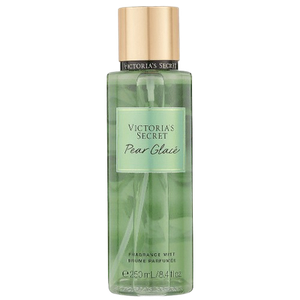 VICTORIA'S SECRET
VICTORIA'S
SECRET
Pear Glacé
FRAGRANCE MIST
BRUME PARFUMÉE
℮ 250 mL/8.4 fl oz